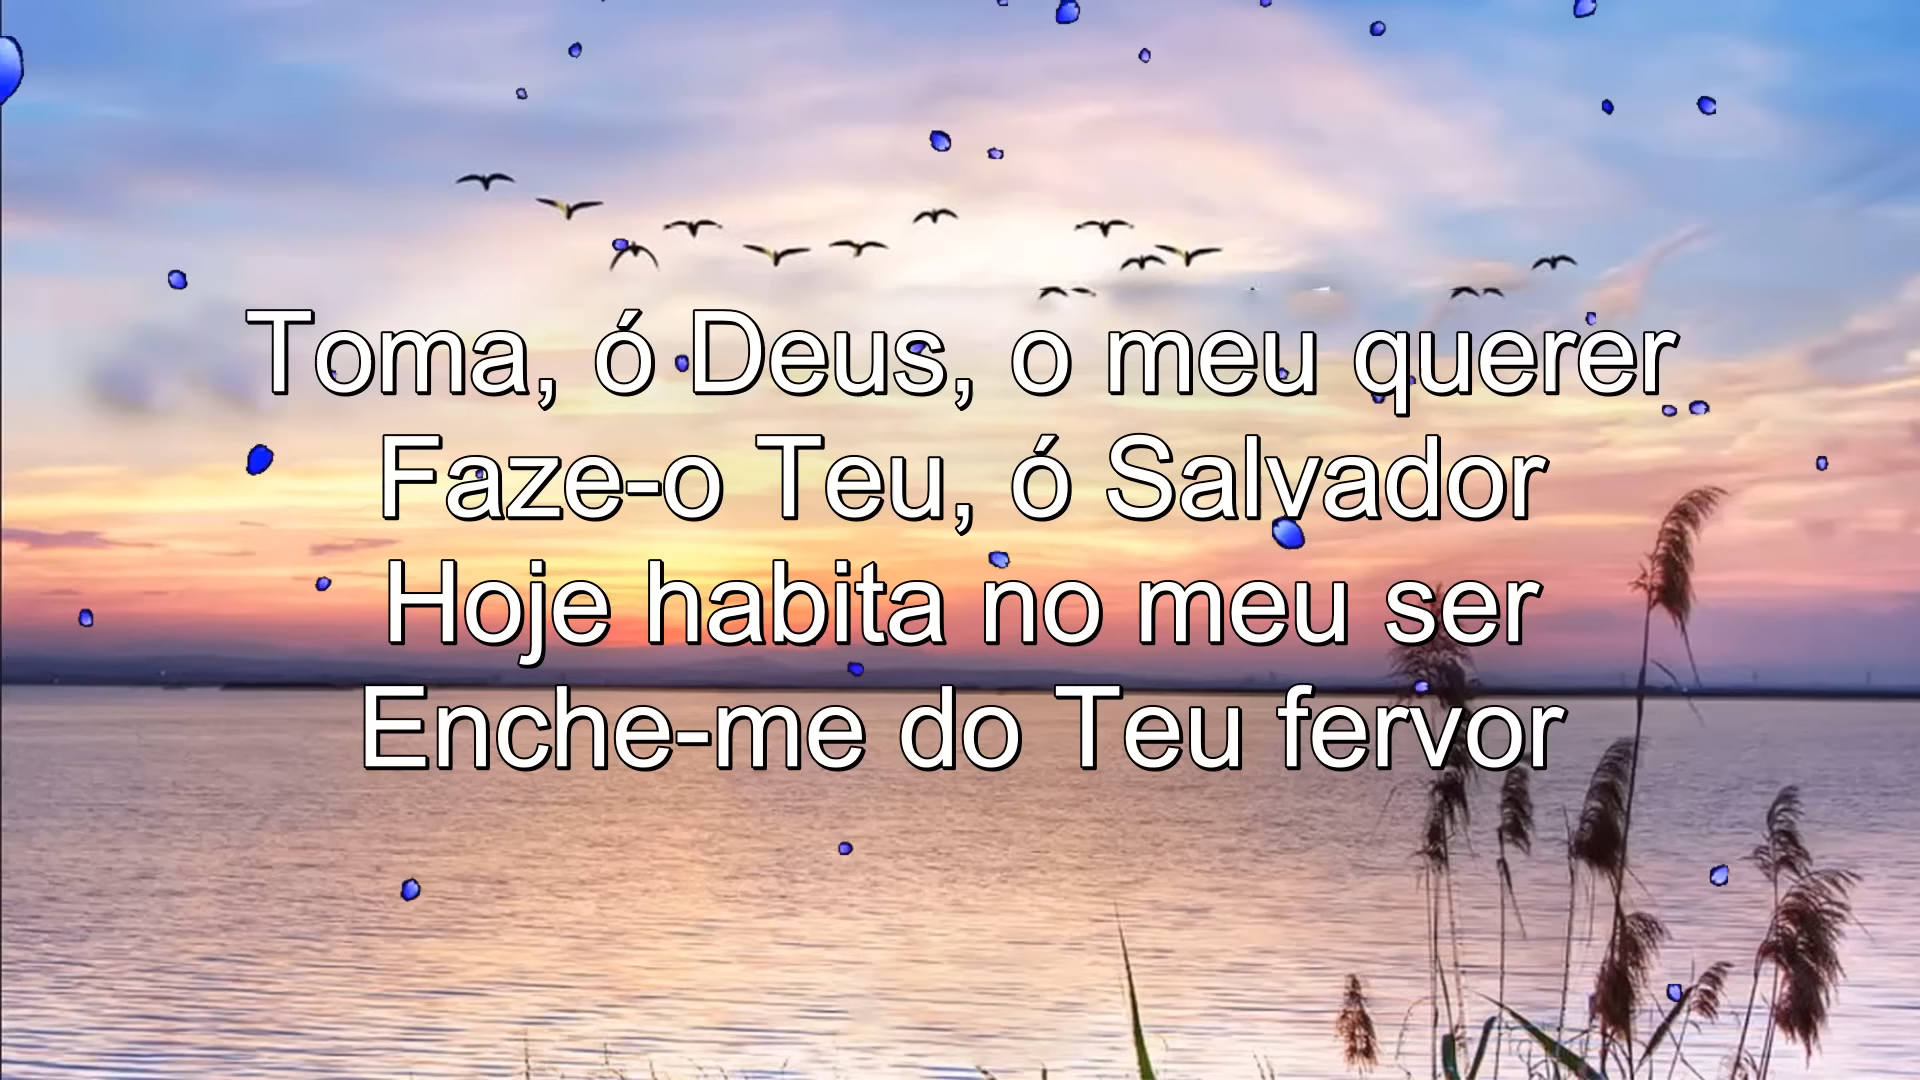 Toma, ó Deus, o meu querer
Faze-o Teu, ó Salvador
Hoje habita no meu ser
Enche-me do Teu fervor